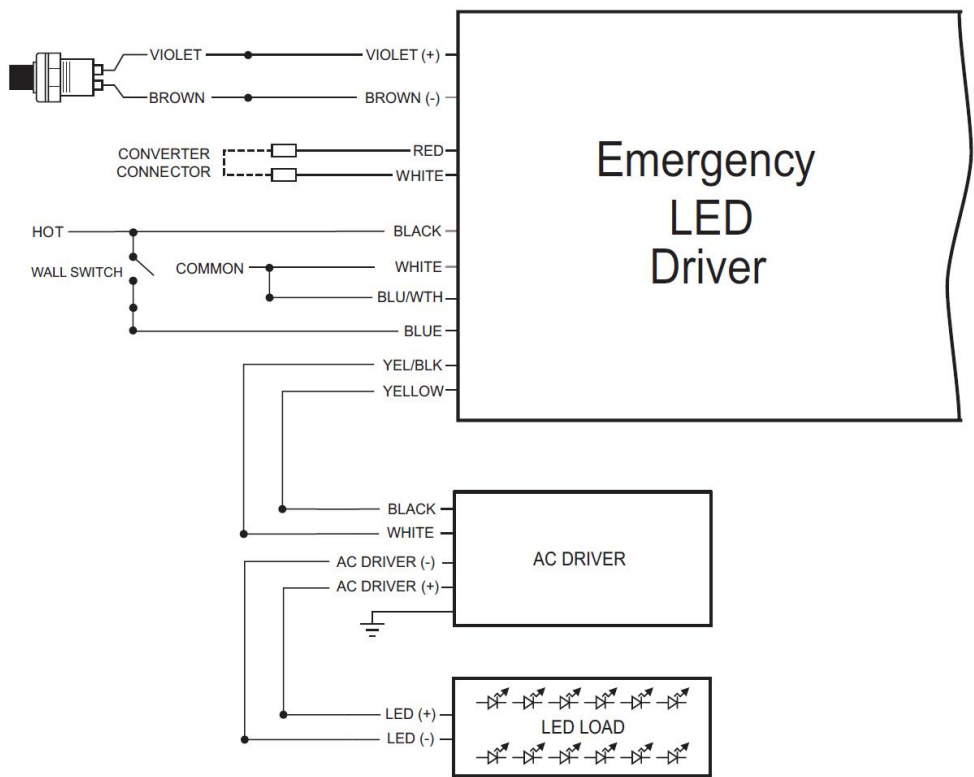 VIOLET
VIOLET (+)
BROWN
BROWN (-)
CONVERTER
CONNECTOR
RED
WHITE
HOT
BLACK
WALL SWITCH
COMMON
WHITE
BLU/WTH
BLUE
YEL/BLK
YELLOW
Emergency
LED
Driver
BLACK
WHITE
AC DRIVER (-)
AC DRIVER (+)
AC DRIVER
LED (+)
LED (-)
LED LOAD